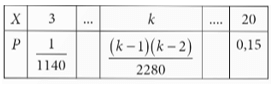 X 3 ... k .... 20
P 1/1140 (k−1)(k−2)/2280 0,15